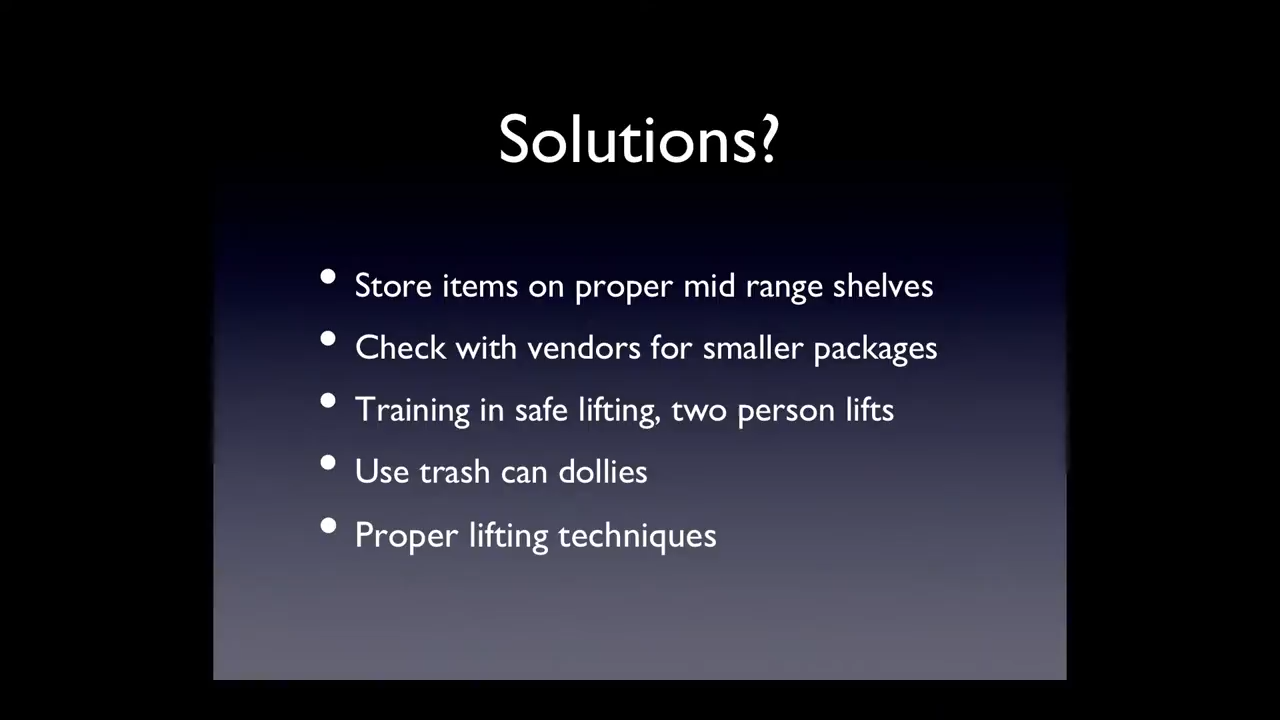 Solutions?
• Store items on proper mid range shelves
• Check with vendors for smaller packages
• Training in safe lifting, two person lifts
• Use trash can dollies
• Proper lifting techniques